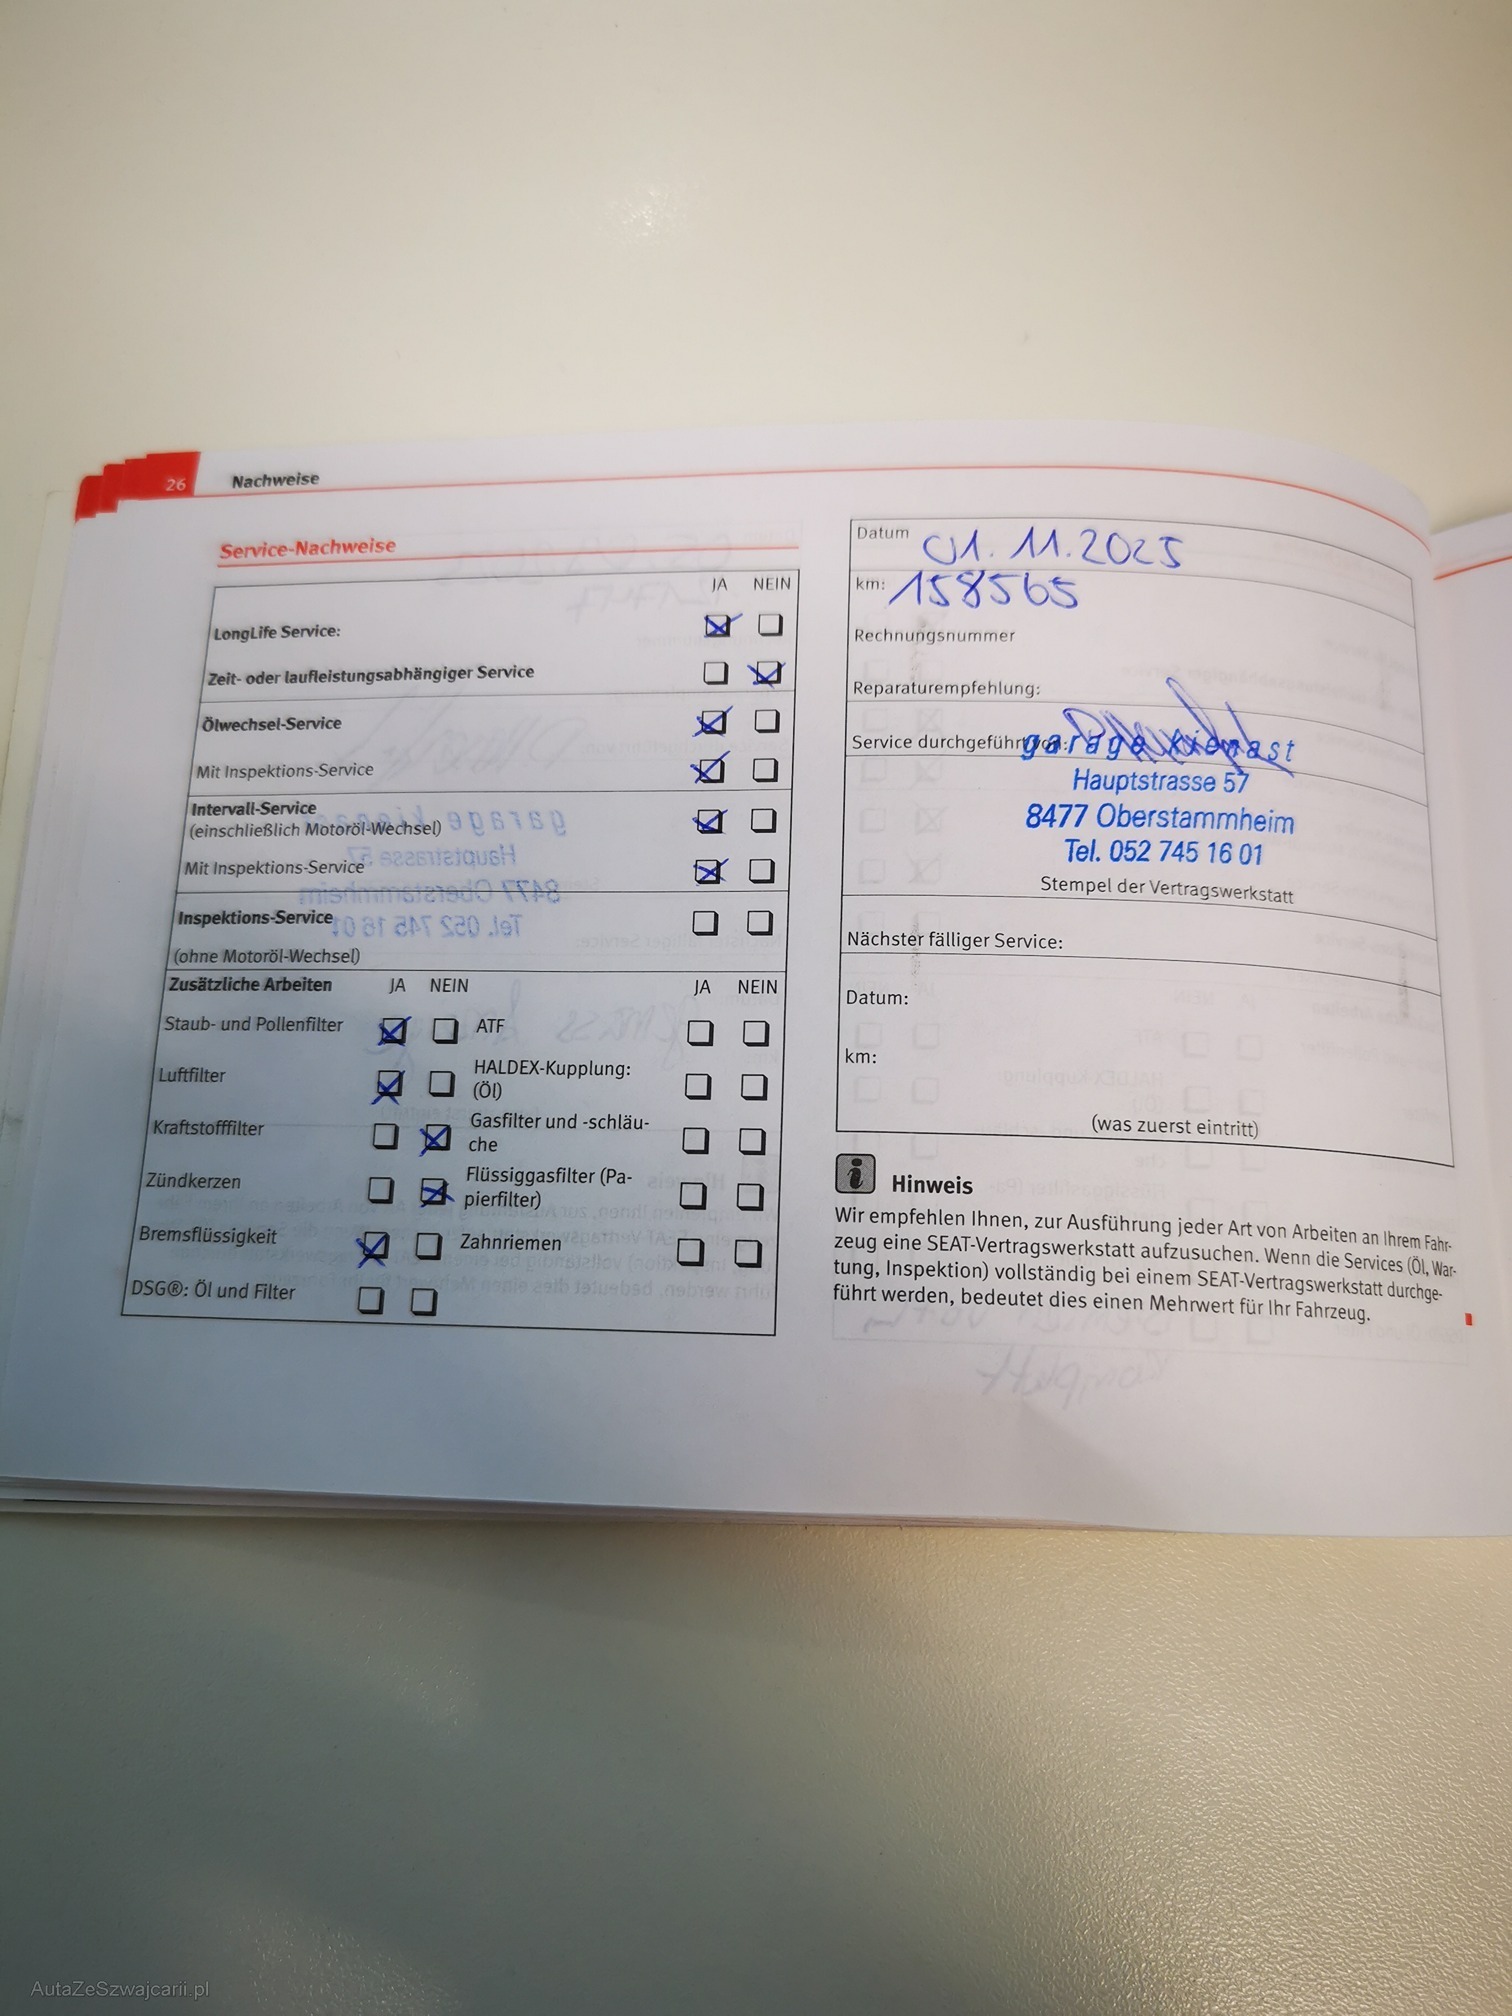 26 Nachweise
Service-Nachweise
JA NEIN
LongLife Service:
Zeit- oder laufleistungsabhängiger Service
Ölwechsel-Service
Mit Inspektions-Service
Intervall-Service
(einschließlich Motoröl-Wechsel)
Mit Inspektions-Service
Inspektions-Service
(ohne Motoröl-Wechsel)
Zusätzliche Arbeiten JA NEIN JA NEIN
Staub- und Pollenfilter ATF
Luftfilter HALDEX-Kupplung:
(Öl)
Kraftstofffilter Gasfilter und -schläu-
che
Zündkerzen Flüssiggasfilter (Pa-
pierfilter)
Bremsflüssigkeit Zahnriemen
DSG®: Öl und Filter
Datum 01.11.2025
km: 158565
Rechnungsnummer
Reparaturempfehlung:
Service durchgeführt von:
garage kienast
Hauptstrasse 57
8477 Oberstammheim
Tel. 052 745 16 01
Stempel der Vertragswerkstatt
Nächster fälliger Service:
Datum:
km:
(was zuerst eintritt)
i Hinweis
Wir empfehlen Ihnen, zur Ausführung jeder Art von Arbeiten an Ihrem Fahr-
zeug eine SEAT-Vertragswerkstatt aufzusuchen. Wenn die Services (Öl, War-
tung, Inspektion) vollständig bei einem SEAT-Vertragswerkstatt durchge-
führt werden, bedeutet dies einen Mehrwert für Ihr Fahrzeug.
AutaZeSzwajcarii.pl